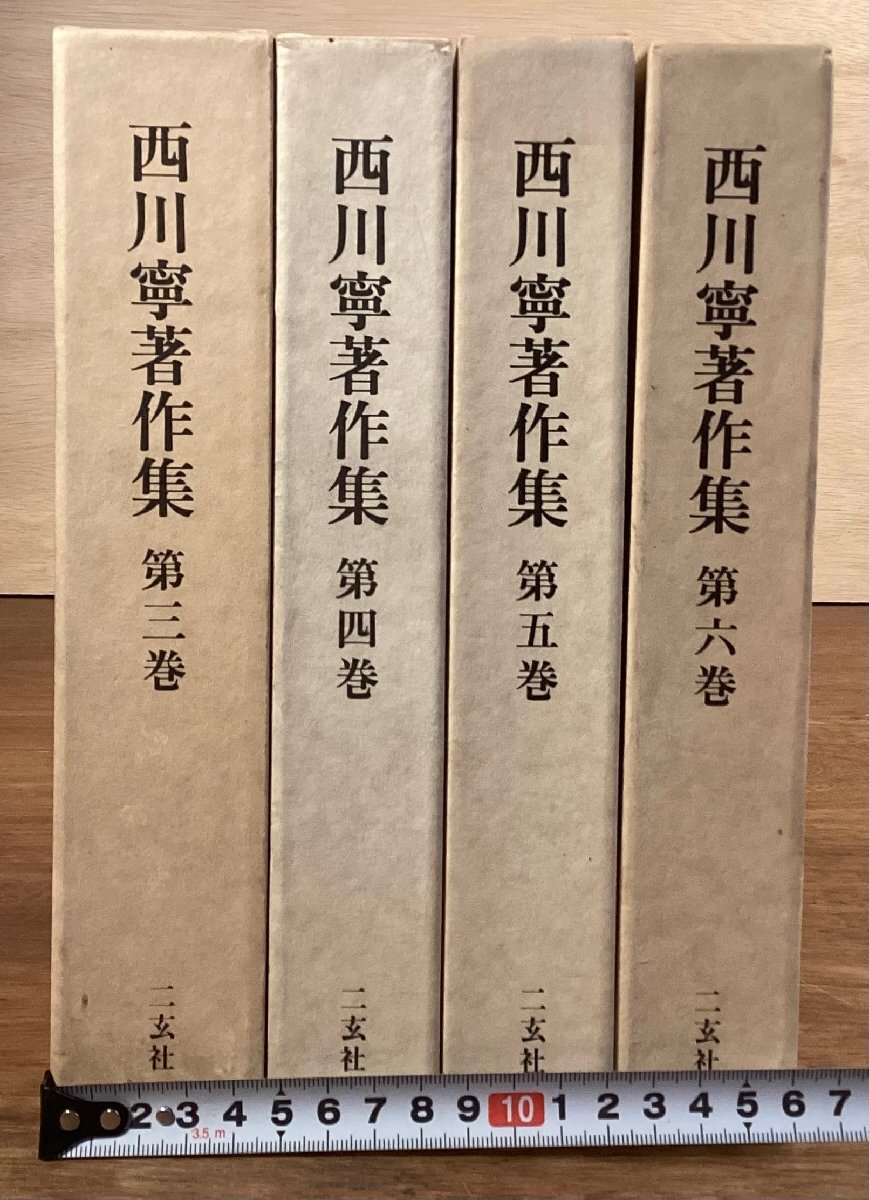 西川寧著作集 第三巻
二玄社
西川寧著作集 第四巻
二玄社
西川寧著作集 第五巻
二玄社
西川寧著作集 第六巻
二玄社
2 3 4 5 6 7 8 9 10 1 2 3 4 5 6 7
3.5 m